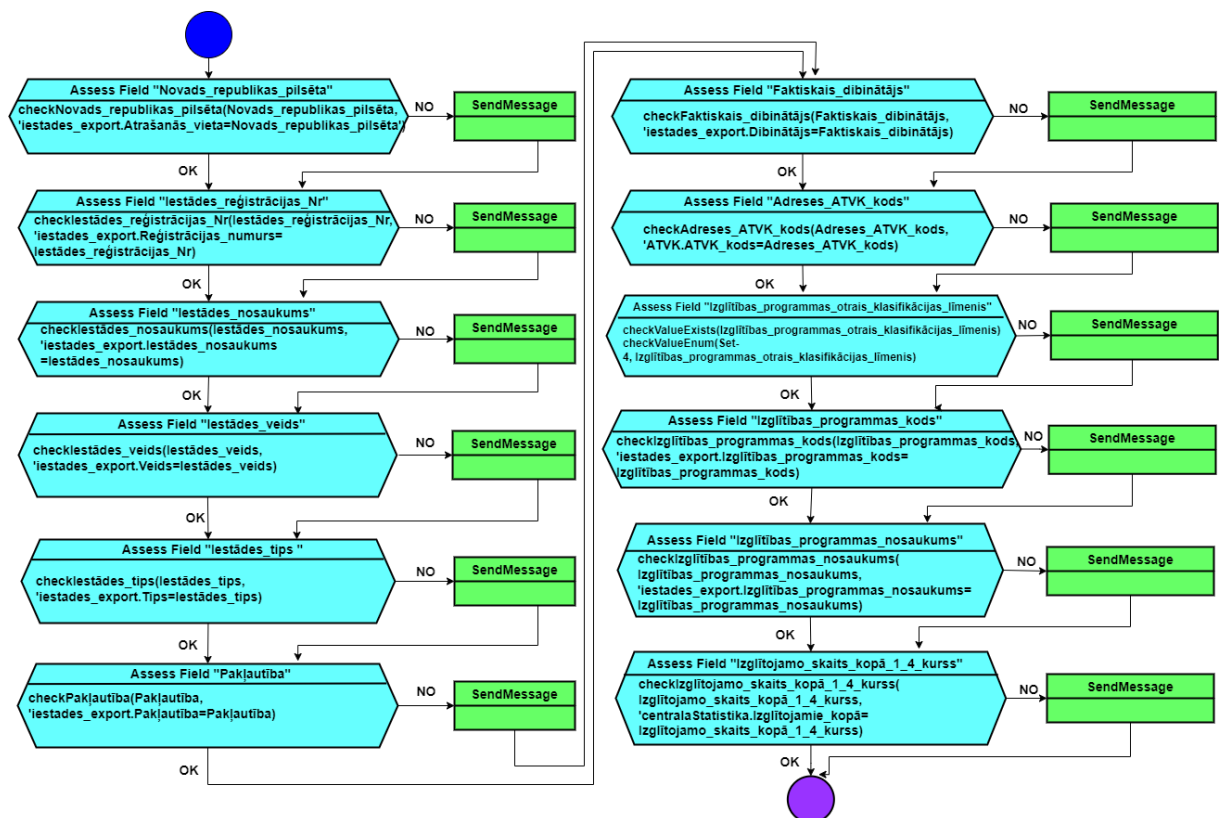 Assess Field "Novads_republikas_pilsēta"
checkNovads_republikas_pilsēta(Novads_republikas_pilsēta,
'iestades_export.Atrašanās_vieta=Novads_republikas_pilsēta')
NO
SendMessage
OK
Assess Field "Iestādes_reģistrācijas_Nr"
checkIestādes_reģistrācijas_Nr(Iestādes_reģistrācijas_Nr,
'iestades_export.Reģistrācijas_numurs=
Iestādes_reģistrācijas_Nr)
NO
SendMessage
OK
Assess Field "Iestādes_nosaukums"
checkIestādes_nosaukums(Iestādes_nosaukums,
'iestades_export.Iestādes_nosaukums
=Iestādes_nosaukums)
NO
SendMessage
OK
Assess Field "Iestādes_veids"
checkIestādes_veids(Iestādes_veids,
'iestades_export.Veids=Iestādes_veids)
NO
SendMessage
OK
Assess Field "Iestādes_tips "
checkIestādes_tips(Iestādes_tips,
'iestades_export.Tips=Iestādes_tips)
NO
SendMessage
OK
Assess Field "Pakļautība"
checkPakļautība(Pakļautība,
'iestades_export.Pakļautība=Pakļautība)
NO
SendMessage
OK
Assess Field "Faktiskais_dibinātājs"
checkFaktiskais_dibinātājs(Faktiskais_dibinātājs,
'iestades_export.Dibinātājs=Faktiskais_dibinātājs)
NO
SendMessage
OK
Assess Field "Adreses_ATVK_kods"
checkAdreses_ATVK_kods(Adreses_ATVK_kods,
'ATVK.ATVK_kods=Adreses_ATVK_kods)
NO
SendMessage
OK
Assess Field "Izglītības_programmas_otrais_klasifikācijas_līmenis"
checkValueExists(Izglītības_programmas_otrais_klasifikācijas_līmenis)
checkValueEnum(Set-
4, Izglītības_programmas_otrais_klasifikācijas_līmenis)
NO
SendMessage
OK
Assess Field "Izglītības_programmas_kods"
checkIzglītības_programmas_kods(Izglītības_programmas_kods,
'iestades_export.Izglītības_programmas_kods=
Izglītības_programmas_kods)
NO
SendMessage
OK
Assess Field "Izglītības_programmas_nosaukums"
checkIzglītības_programmas_nosaukums(
Izglītības_programmas_nosaukums,
'iestades_export.Izglītības_programmas_nosaukums=
Izglītības_programmas_nosaukums)
NO
SendMessage
OK
Assess Field "Izglītojamo_skaits_kopā_1_4_kurss"
checkIzglītojamo_skaits_kopā_1_4_kurss(
Izglītojamo_skaits_kopā_1_4_kurss,
'centralaStatistika.Izglītojamie_kopā=
Izglītojamo_skaits_kopā_1_4_kurss)
NO
SendMessage
OK